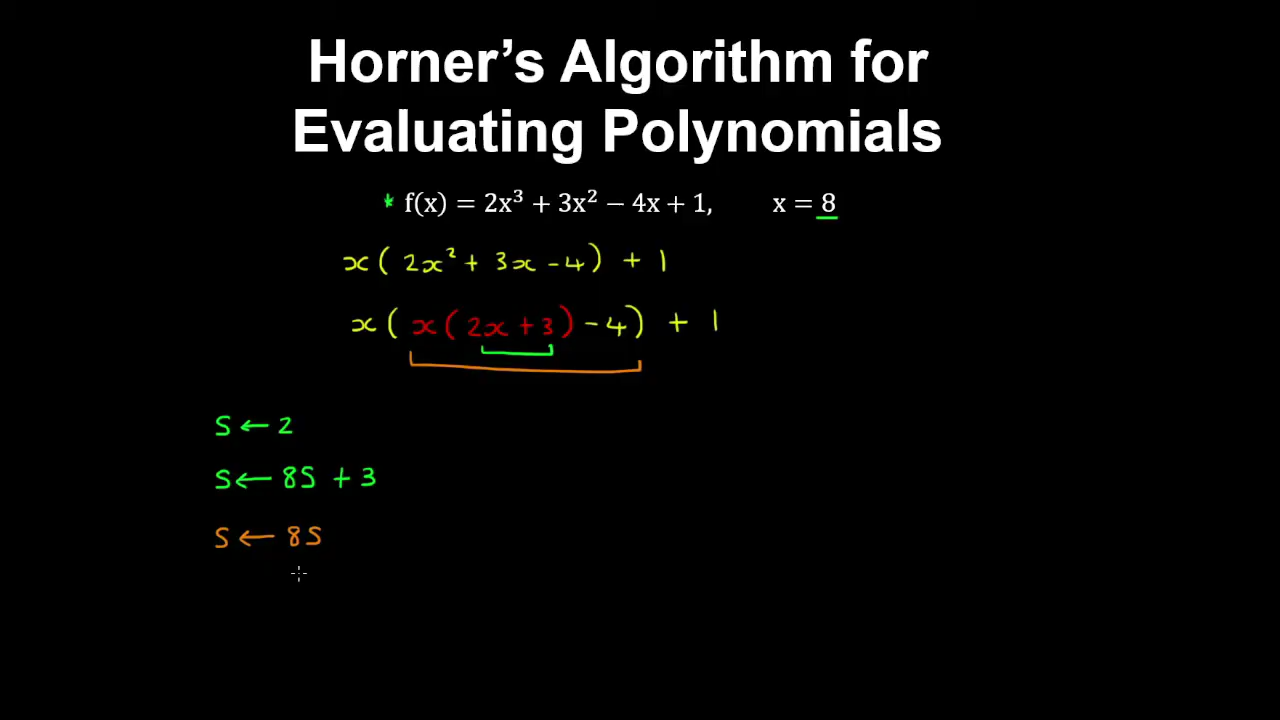 Horner's Algorithm for
Evaluating Polynomials
* f(x) = 2x³ + 3x² − 4x + 1, x = 8
x( 2x² + 3x - 4) + 1
x( x( 2x + 3) - 4) + 1
S ← 2
S ← 8S + 3
S ← 8S